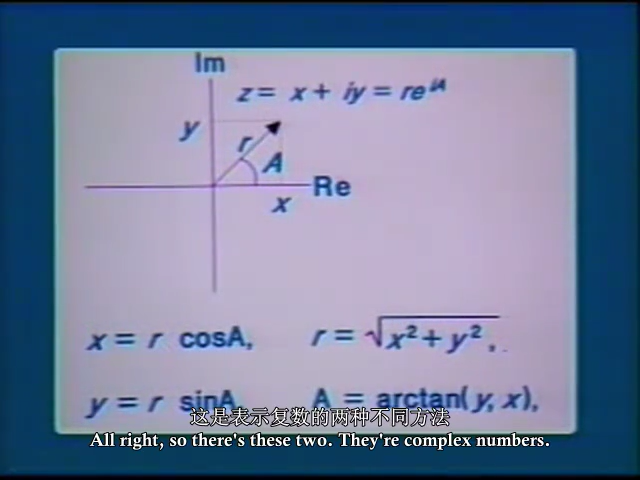 Im
z = x + iy = re^{iA}
y
r
A
Re
x
x = r cosA,
r = √x²+y²,
y = r sinA,
A = arctan(y, x),
这是表示复数的两种不同方法
All right, so there's these two. They're complex numbers.